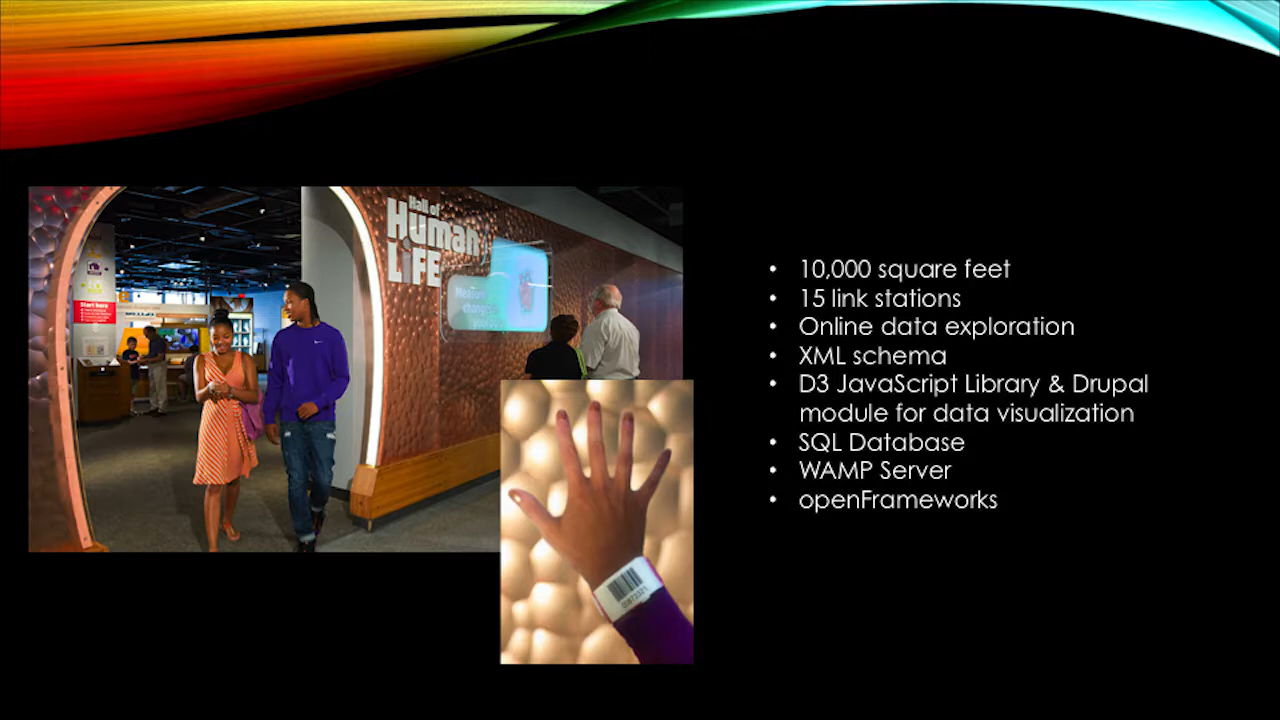 Hall of
Human
LiFE
Start here
• 10,000 square feet
• 15 link stations
• Online data exploration
• XML schema
• D3 JavaScript Library & Drupal
module for data visualization
• SQL Database
• WAMP Server
• openFrameworks